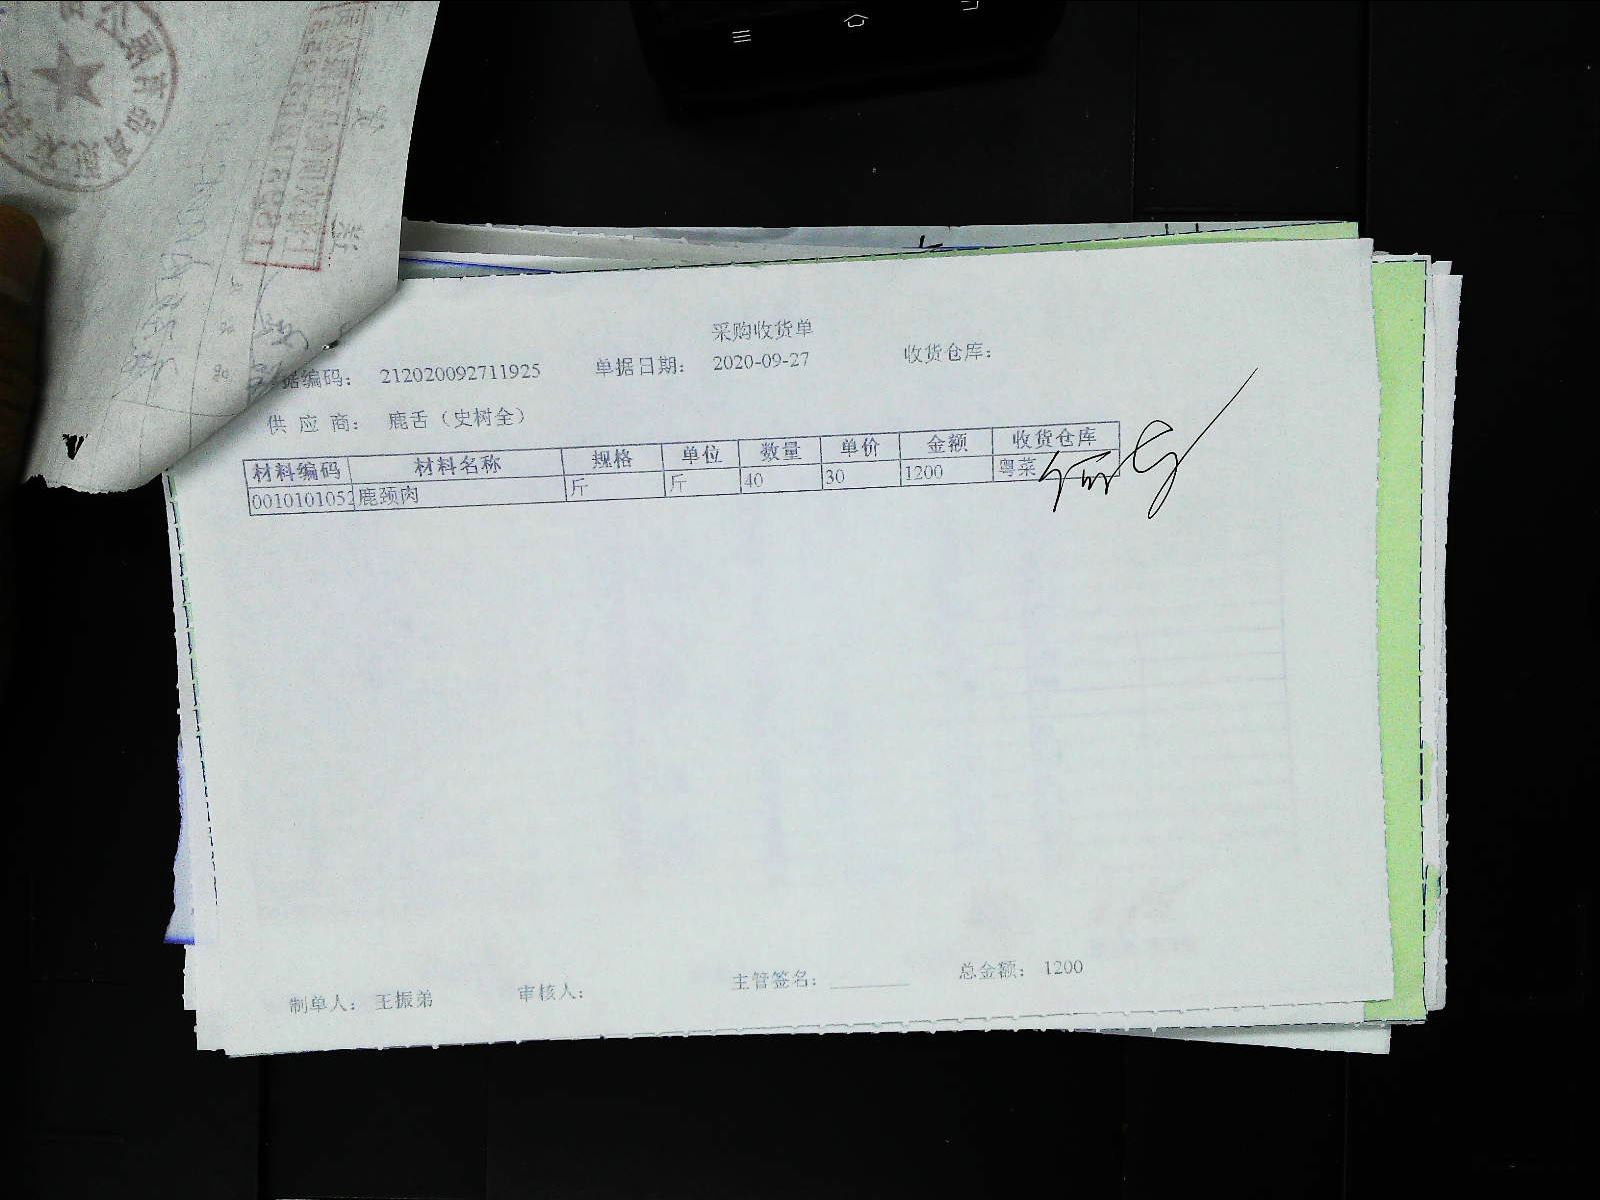 采购收货单
据编码： 212020092711925 单据日期： 2020-09-27 收货仓库：
供 应 商： 鹿舌（史树全）
材料编码 材料名称 规格 单位 数量 单价 金额 收货仓库
0010101052 鹿颈肉 斤 斤 40 30 1200 粤菜
制单人： 王振弟 审核人： 主管签名： 总金额： 1200